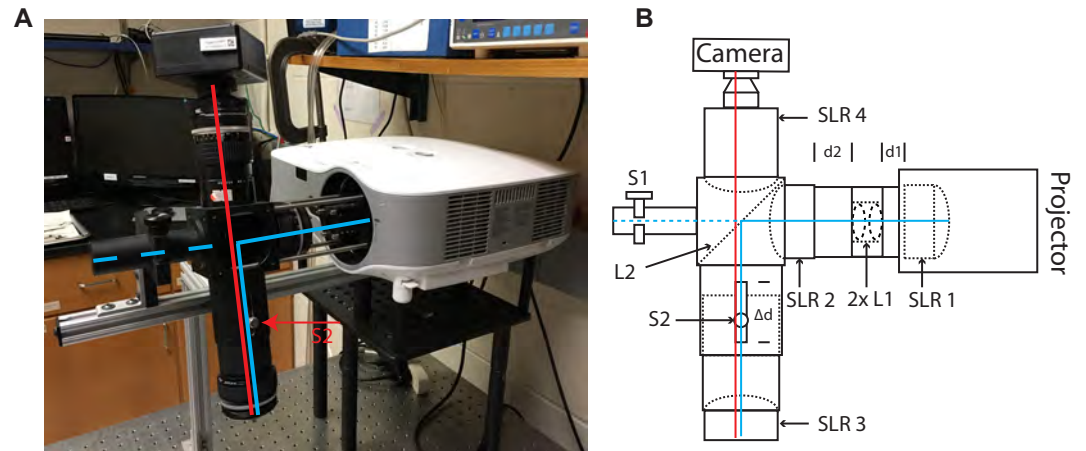 A
B
Camera
SLR 4
d2
d1
S1
Projector
L2
SLR 2
2x L1
SLR 1
S2
S2
Δd
SLR 3